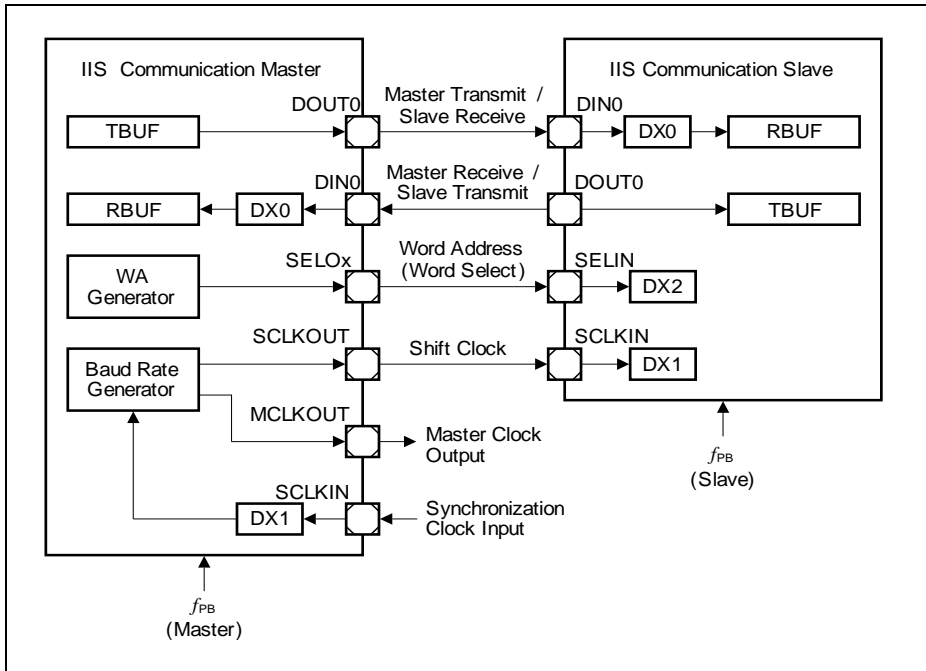 IIS Communication Master
IIS Communication Slave
DOUT0
Master Transmit /
Slave Receive
DIN0
TBUF
DX0
RBUF
DIN0
Master Receive /
Slave Transmit
DOUT0
RBUF
DX0
TBUF
SELOx
Word Address
(Word Select)
SELIN
WA
Generator
DX2
SCLKOUT
Shift Clock
SCLKIN
Baud Rate
Generator
DX1
MCLKOUT
Master Clock
Output
SCLKIN
DX1
Synchronization
Clock Input
fPB
(Slave)
fPB
(Master)